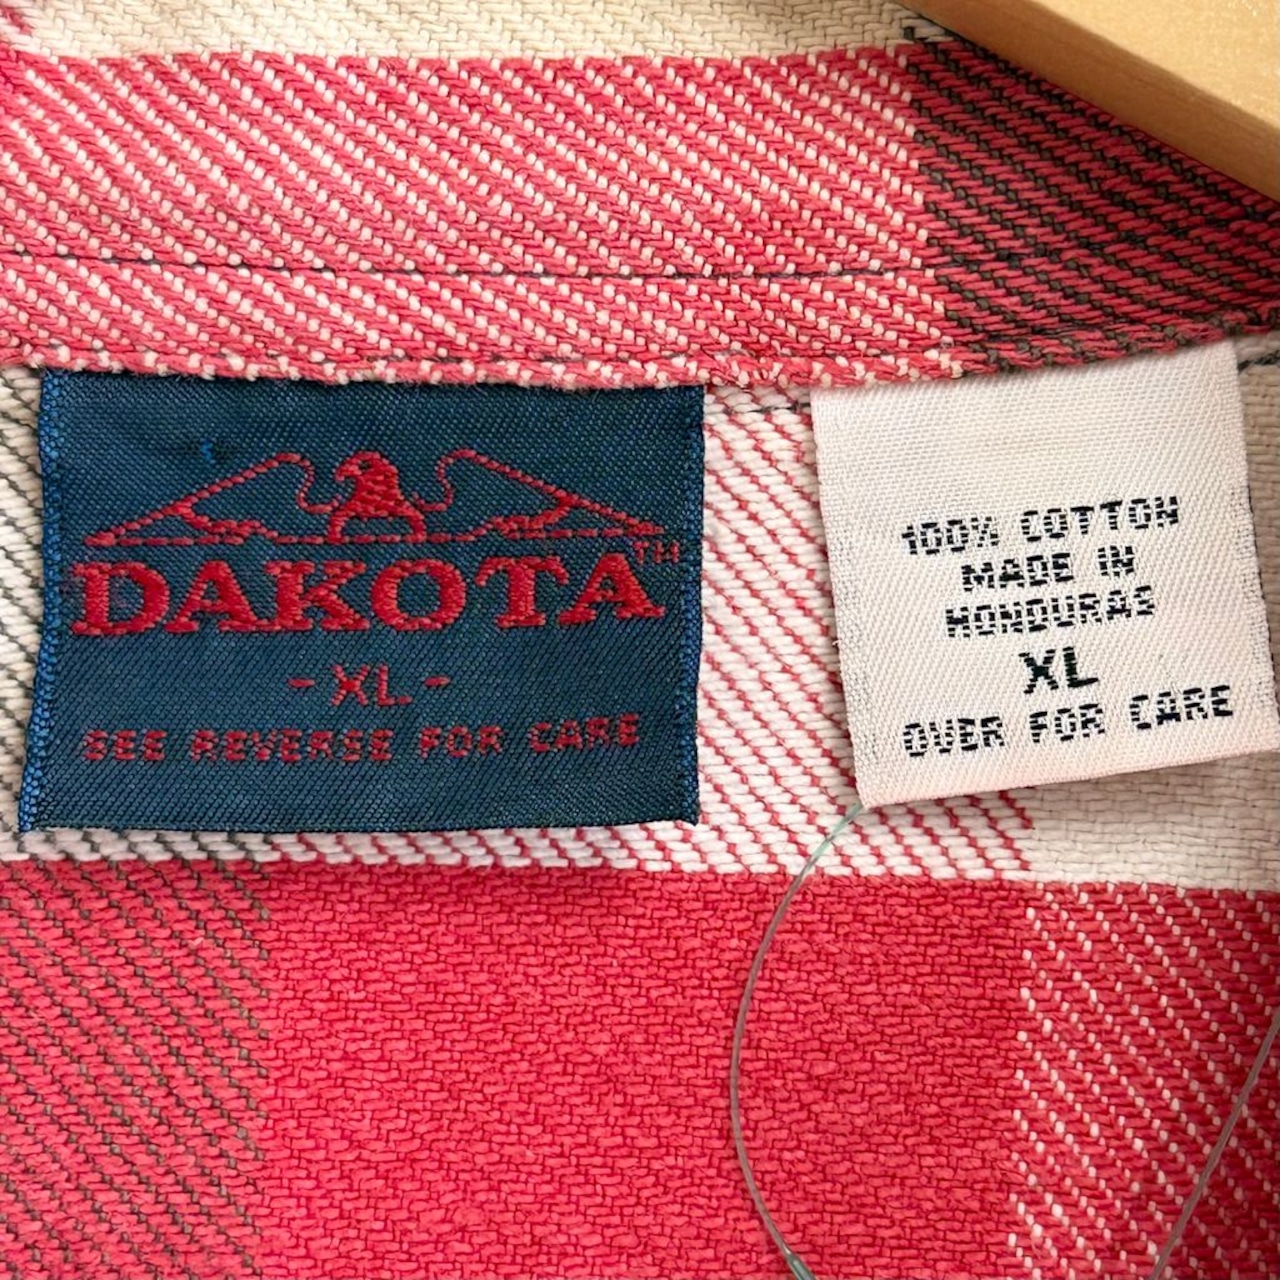 DAKOTA™
- XL -
SEE REVERSE FOR CARE
100% COTTON
MADE IN
HONDURAS
XL
OVER FOR CARE